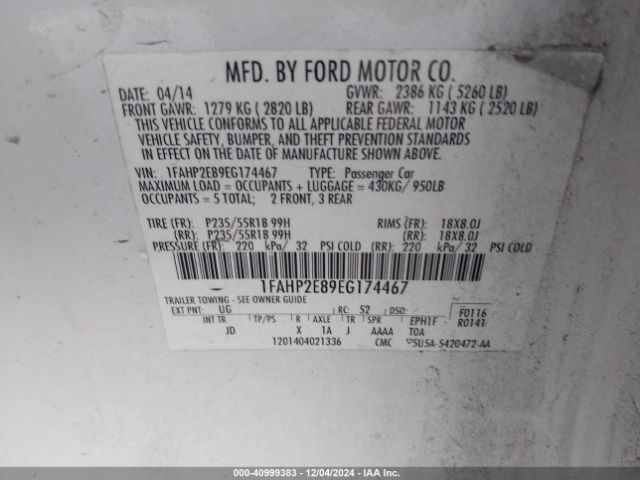 MFD. BY FORD MOTOR CO.
DATE: 04/14 GVWR: 2386 KG ( 5260 LB)
FRONT GAWR: 1279 KG ( 2820 LB) REAR GAWR: 1143 KG ( 2520 LB)
THIS VEHICLE CONFORMS TO ALL APPLICABLE FEDERAL MOTOR
VEHICLE SAFETY, BUMPER, AND THEFT PREVENTION STANDARDS
IN EFFECT ON THE DATE OF MANUFACTURE SHOWN ABOVE.
VIN: 1FAHP2E89EG174467 TYPE: Passenger Car
MAXIMUM LOAD = OCCUPANTS + LUGGAGE = 430KG/ 950LB
OCCUPANTS = 5 TOTAL; 2 FRONT, 3 REAR
TIRE (FR): P235/55R18 99H RIMS (FR): 18X8.0J
(RR): P235/55R18 99H (RR): 18X8.0J
PRESSURE (FR): 220 kPa/ 32 PSI COLD (RR): 220 kPa/ 32 PSI COLD
1FAHP2E89EG174467
TRAILER TOWING - SEE OWNER GUIDE
EXT PNT: UG RC: 52 DSO: F0116
INT TR TP/PS R AXLE TR SPR EPH1F R0141
JD X 1A J AAAA TOA
1201404021336 CMC 5U5A-5420472-AA
000-40999383 - 12/04/2024 - IAAI.COM